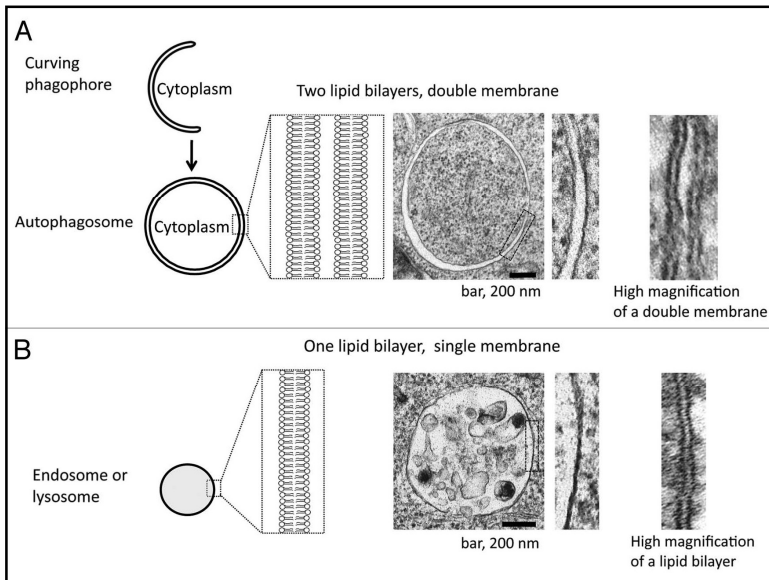 A
Curving
phagophore
Cytoplasm
Two lipid bilayers, double membrane
Autophagosome
Cytoplasm
bar, 200 nm
High magnification
of a double membrane
B
One lipid bilayer, single membrane
Endosome or
lysosome
bar, 200 nm
High magnification
of a lipid bilayer